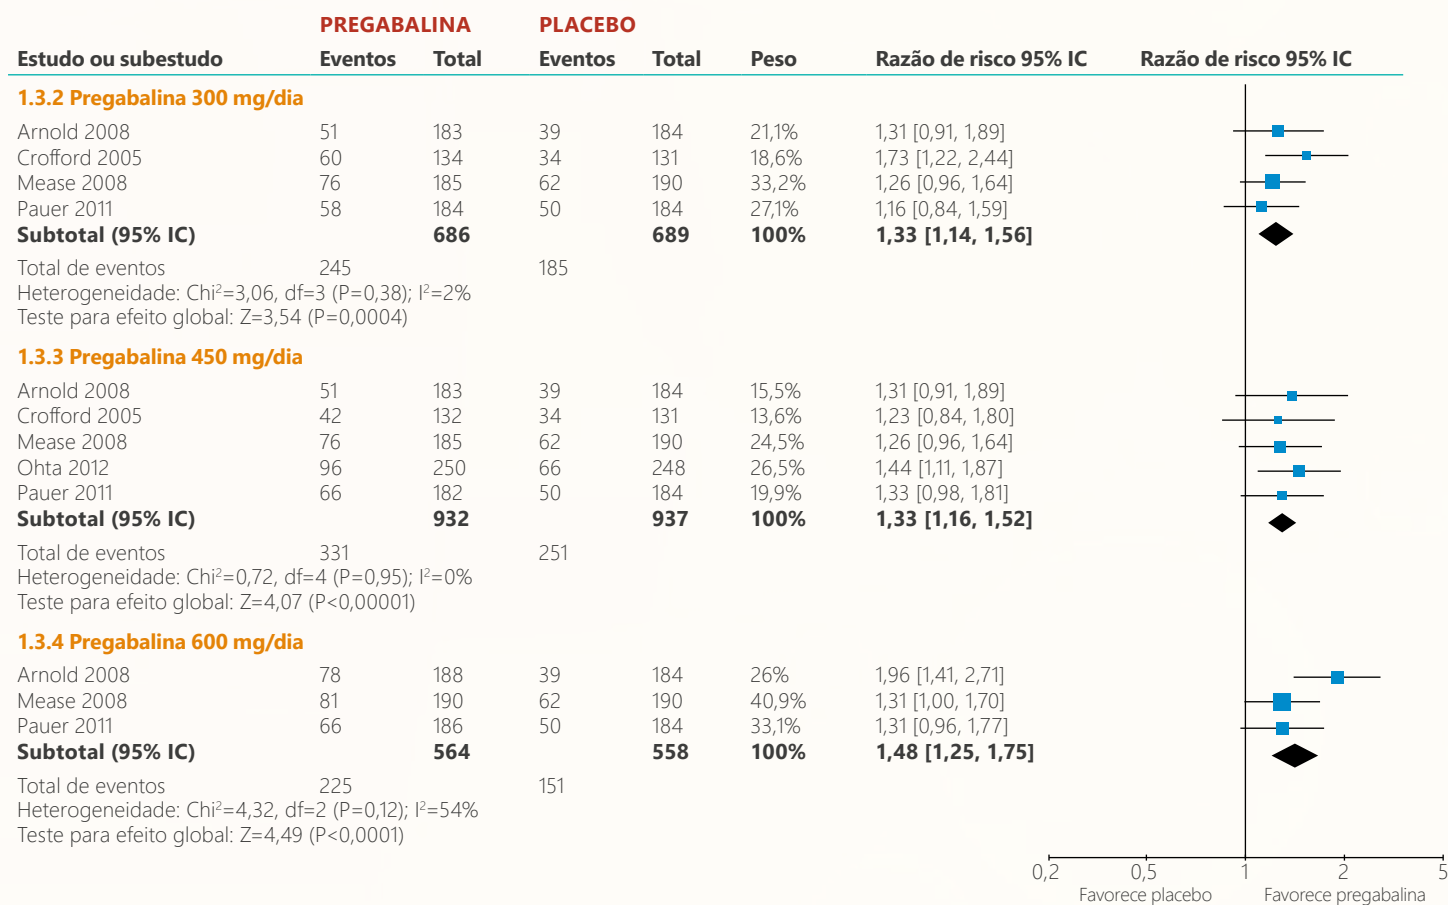 PREGABALINA PLACEBO
Estudo ou subestudo Eventos Total Eventos Total Peso Razão de risco 95% IC Razão de risco 95% IC
1.3.2 Pregabalina 300 mg/dia
Arnold 2008 51 183 39 184 21,1% 1,31 [0,91, 1,89]
Crofford 2005 60 134 34 131 18,6% 1,73 [1,22, 2,44]
Mease 2008 76 185 62 190 33,2% 1,26 [0,96, 1,64]
Pauer 2011 58 184 50 184 27,1% 1,16 [0,84, 1,59]
Subtotal (95% IC) 686 689 100% 1,33 [1,14, 1,56]
Total de eventos 245 185
Heterogeneidade: Chi²=3,06, df=3 (P=0,38); I²=2%
Teste para efeito global: Z=3,54 (P=0,0004)
1.3.3 Pregabalina 450 mg/dia
Arnold 2008 51 183 39 184 15,5% 1,31 [0,91, 1,89]
Crofford 2005 42 132 34 131 13,6% 1,23 [0,84, 1,80]
Mease 2008 76 185 62 190 24,5% 1,26 [0,96, 1,64]
Ohta 2012 96 250 66 248 26,5% 1,44 [1,11, 1,87]
Pauer 2011 66 182 50 184 19,9% 1,33 [0,98, 1,81]
Subtotal (95% IC) 932 937 100% 1,33 [1,16, 1,52]
Total de eventos 331 251
Heterogeneidade: Chi²=0,72, df=4 (P=0,95); I²=0%
Teste para efeito global: Z=4,07 (P<0,00001)
1.3.4 Pregabalina 600 mg/dia
Arnold 2008 78 188 39 184 26% 1,96 [1,41, 2,71]
Mease 2008 81 190 62 190 40,9% 1,31 [1,00, 1,70]
Pauer 2011 66 186 50 184 33,1% 1,31 [0,96, 1,77]
Subtotal (95% IC) 564 558 100% 1,48 [1,25, 1,75]
Total de eventos 225 151
Heterogeneidade: Chi²=4,32, df=2 (P=0,12); I²=54%
Teste para efeito global: Z=4,49 (P<0,0001)
0,2 0,5 1 2 5
Favorece placebo Favorece pregabalina